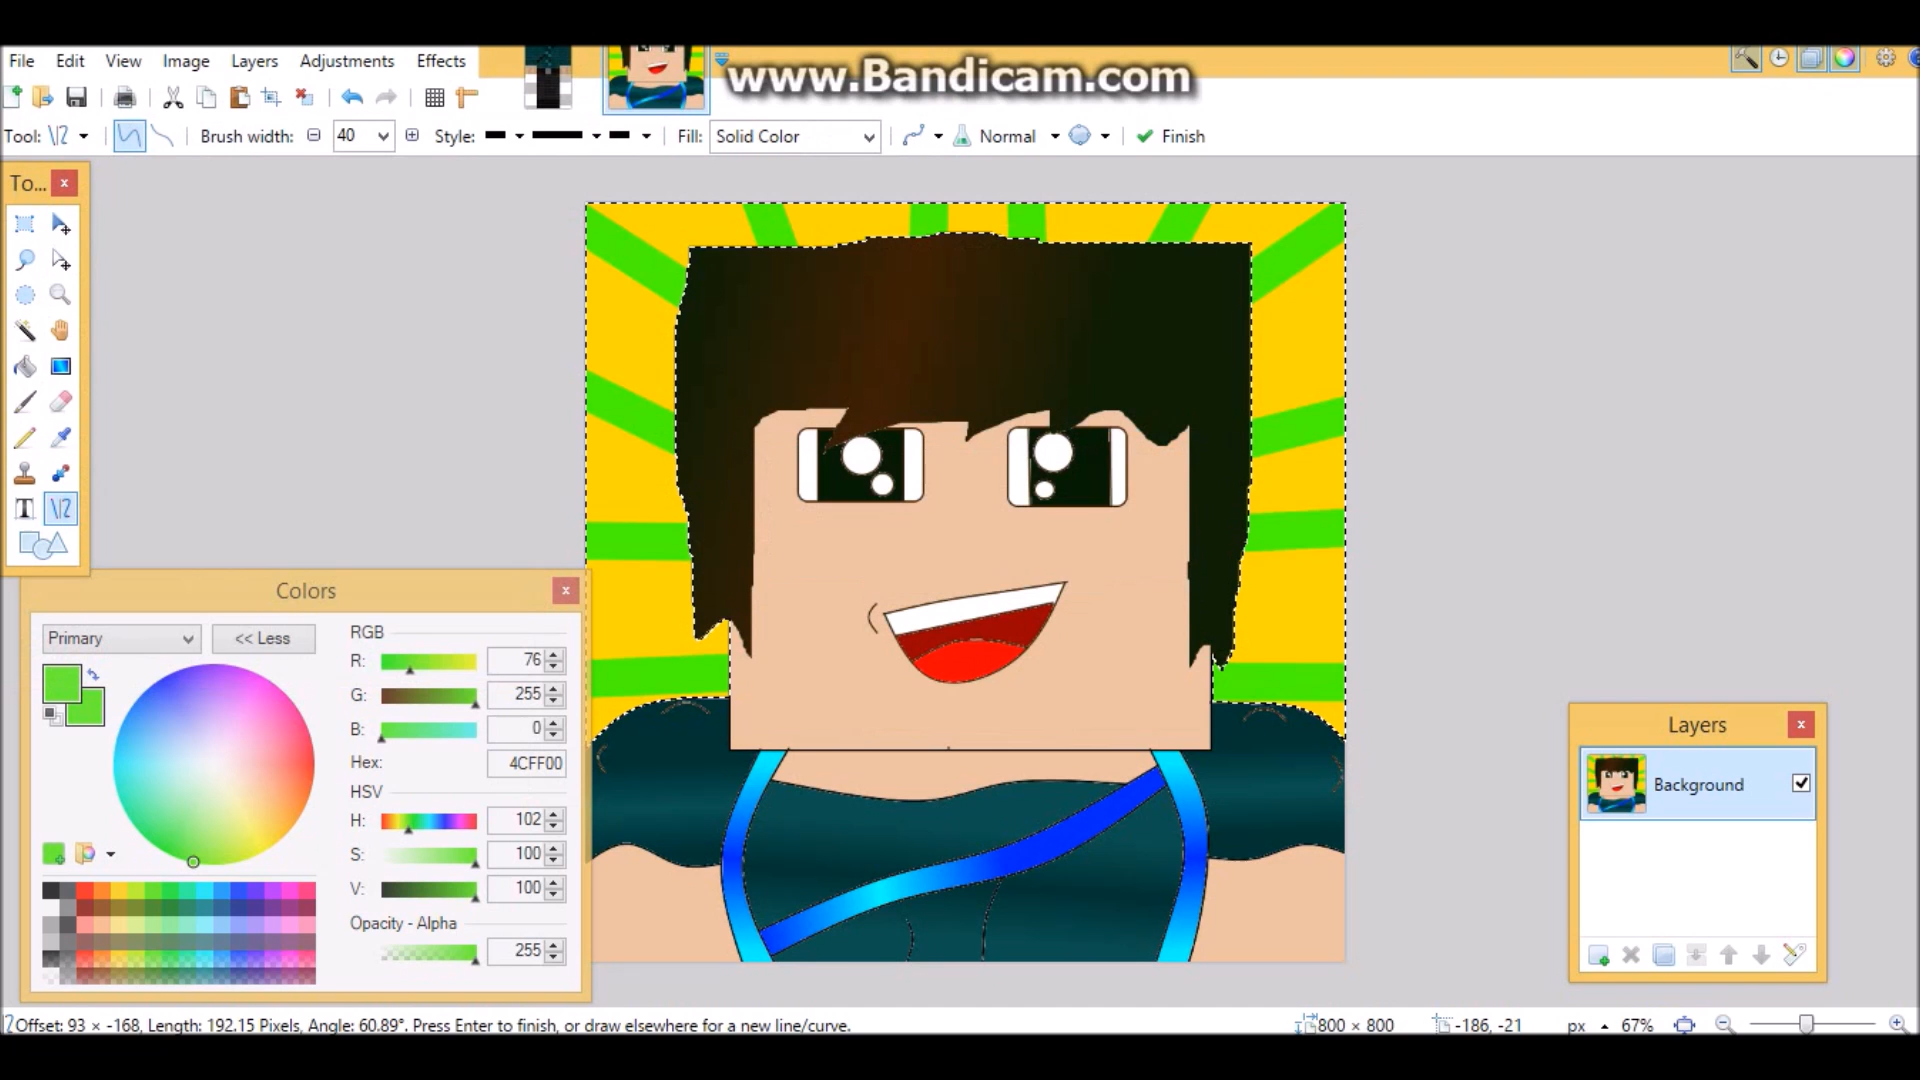 www.Bandicam.com
File Edit View Image Layers Adjustments Effects
Tool: Brush width: 40 Style: Fill: Solid Color Normal Finish
To...
Colors
Primary << Less
RGB
R: 76
G: 255
B: 0
Hex: 4CFF00
HSV
H: 102
S: 100
V: 100
Opacity - Alpha
255
Layers
Background
Offset: 93 × -168, Length: 192.15 Pixels, Angle: 60.89°. Press Enter to finish, or draw elsewhere for a new line/curve.
800 × 800 -186, -21 px 67%